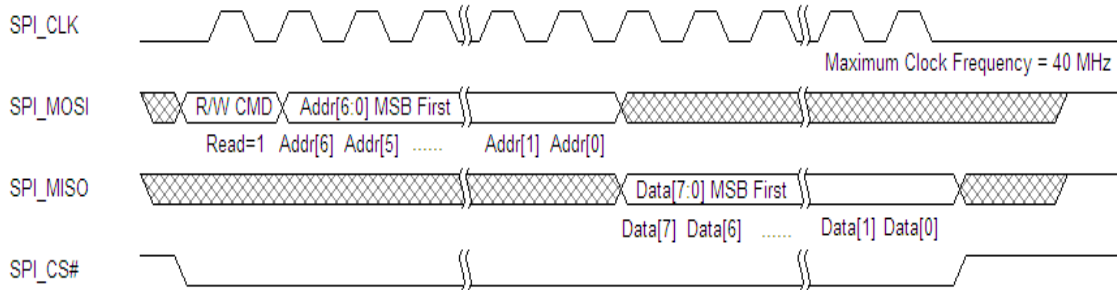 SPI_CLK
Maximum Clock Frequency = 40 MHz
SPI_MOSI
R/W CMD
Addr[6:0] MSB First
Read=1 Addr[6] Addr[5] ...... Addr[1] Addr[0]
SPI_MISO
Data[7:0] MSB First
Data[7] Data[6] ...... Data[1] Data[0]
SPI_CS#